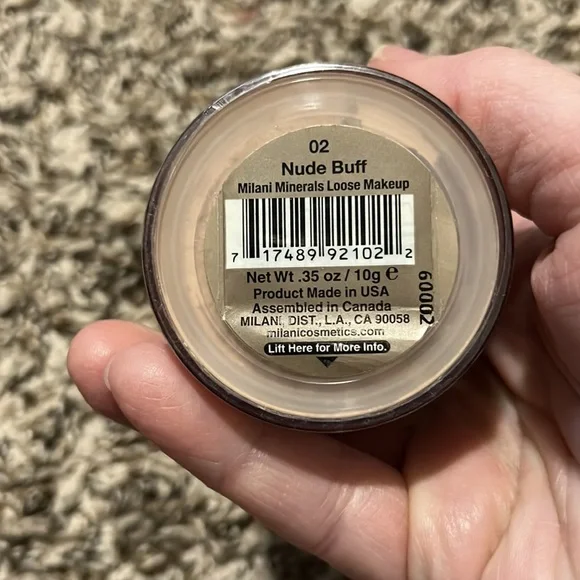 02
Nude Buff
Milani Minerals Loose Makeup
7 17489 92102 2
Net Wt .35 oz / 10g ℮
Product Made in USA
Assembled in Canada
MILANI, DIST., L.A., CA 90058
milanicosmetics.com
Lift Here for More Info.
60002